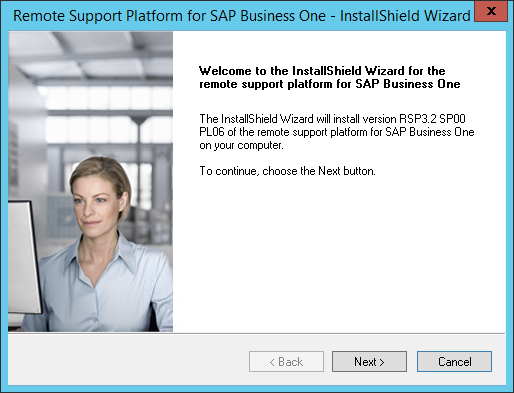 Remote Support Platform for SAP Business One - InstallShield Wizard
x
Welcome to the InstallShield Wizard for the
remote support platform for SAP Business One
The InstallShield Wizard will install version RSP3.2 SP00
PL06 of the remote support platform for SAP Business One
on your computer.
To continue, choose the Next button.
< Back
Next >
Cancel